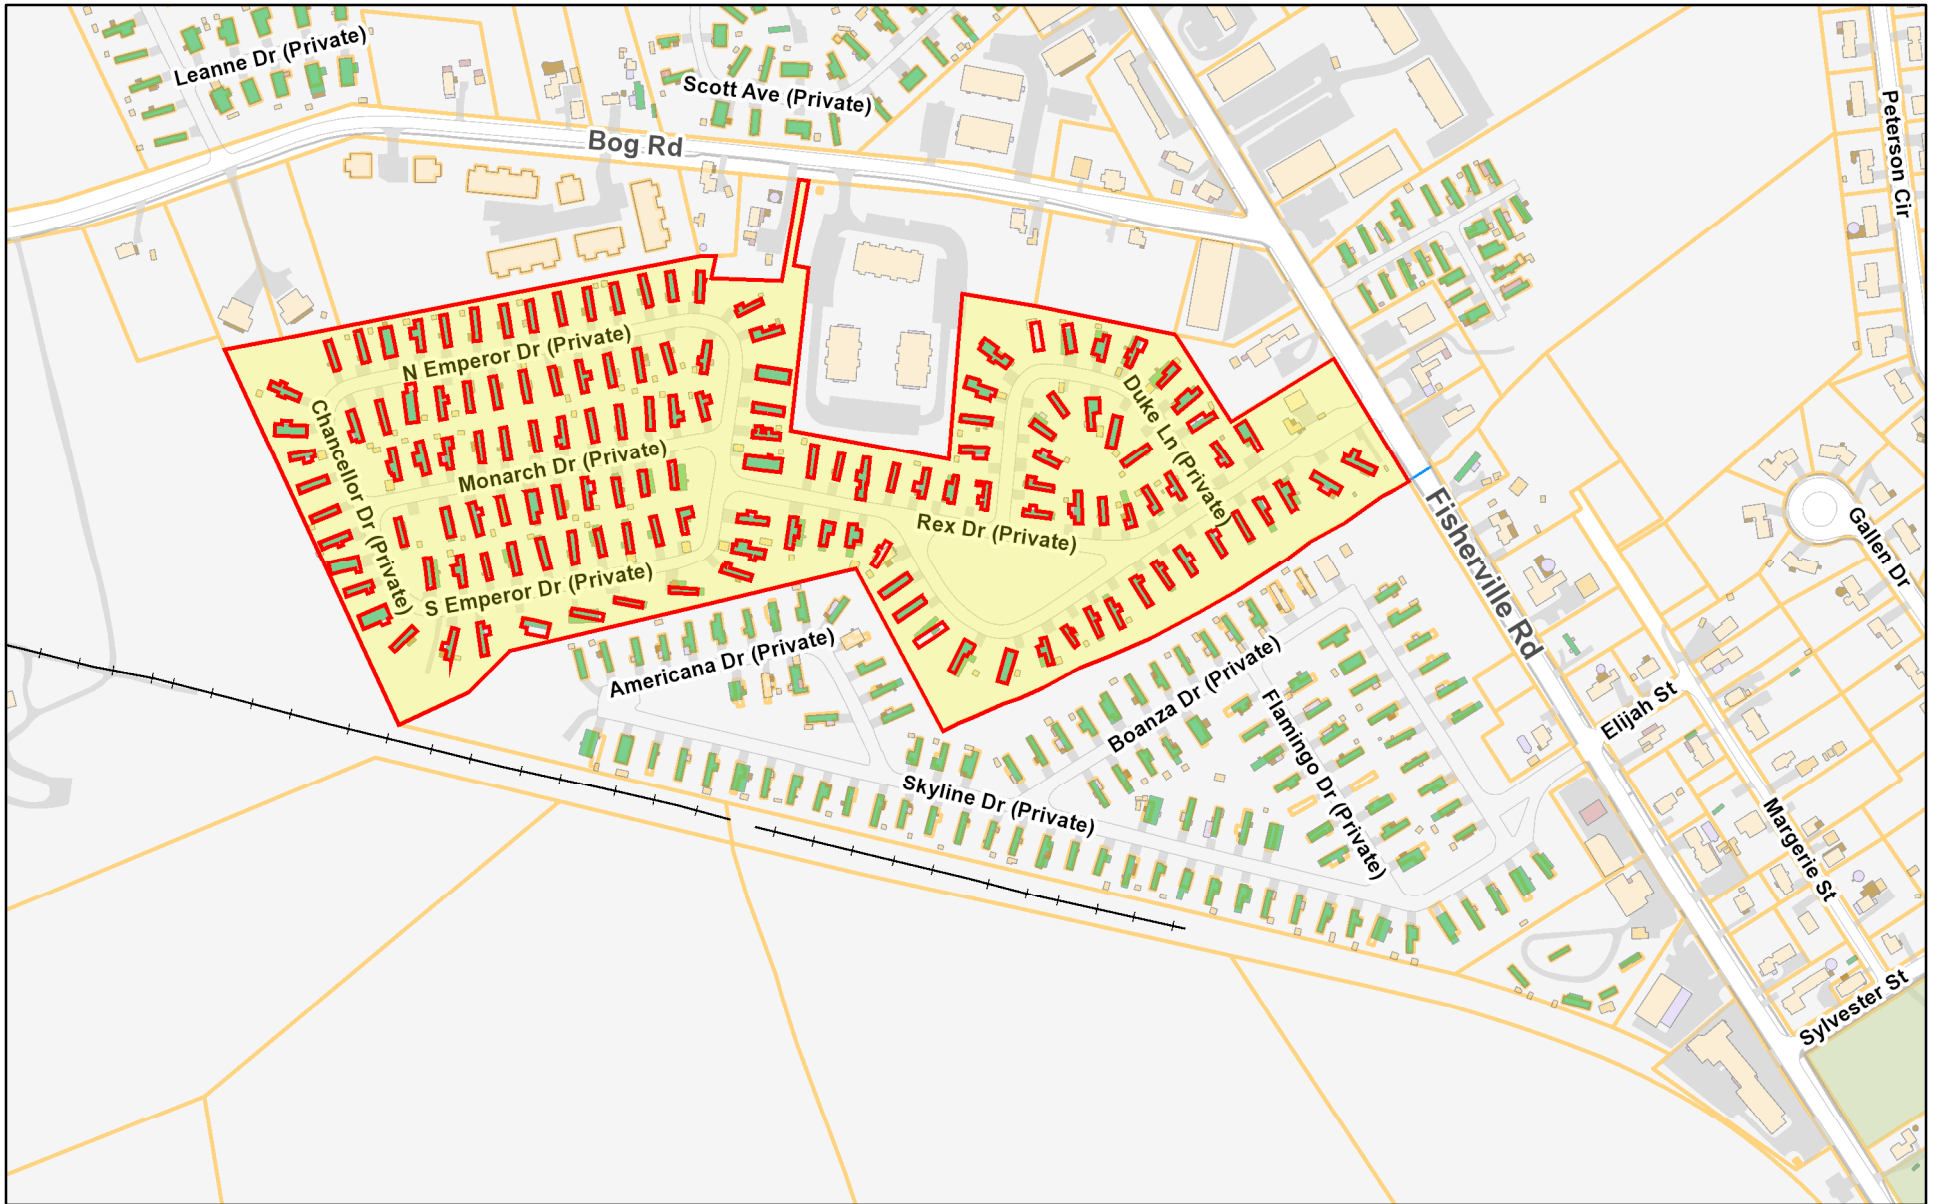 Leanne Dr (Private)
Scott Ave (Private)
Bog Rd
Peterson Cir
N Emperor Dr (Private)
Chancellor Dr (Private)
Monarch Dr (Private)
Duke Ln (Private)
Rex Dr (Private)
S Emperor Dr (Private)
Fisherville Rd
Gallen Dr
Americana Dr (Private)
Boanza Dr (Private)
Flamingo Dr (Private)
Elijah St
Skyline Dr (Private)
Margerie St
Sylvester St